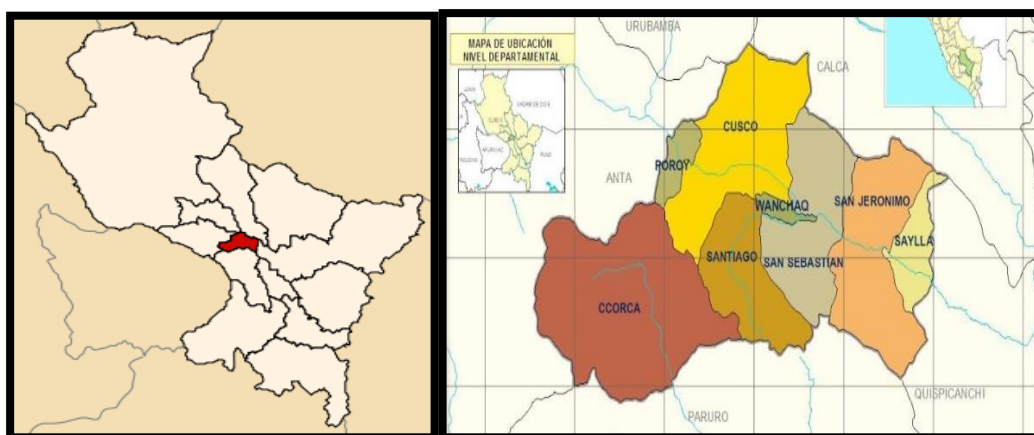 URUBAMBA
MAPA DE UBICACIÓN
NIVEL DEPARTAMENTAL
CALCA
CUSCO
POROY
ANTA
WANCHAQ
SAN JERONIMO
SAYLLA
SANTIAGO
SAN SEBASTIAN
CCORCA
QUISPICANCHI
PARURO